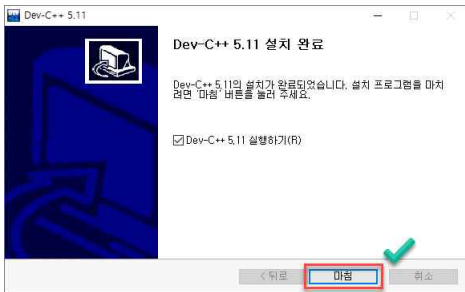 Dev-C++ 5.11
Dev-C++ 5.11 설치 완료
Dev-C++ 5.11의 설치가 완료되었습니다. 설치 프로그램을 마치
려면 '마침' 버튼을 눌러 주세요.
Dev-C++ 5.11 실행하기(R)
< 뒤로 마침 취소